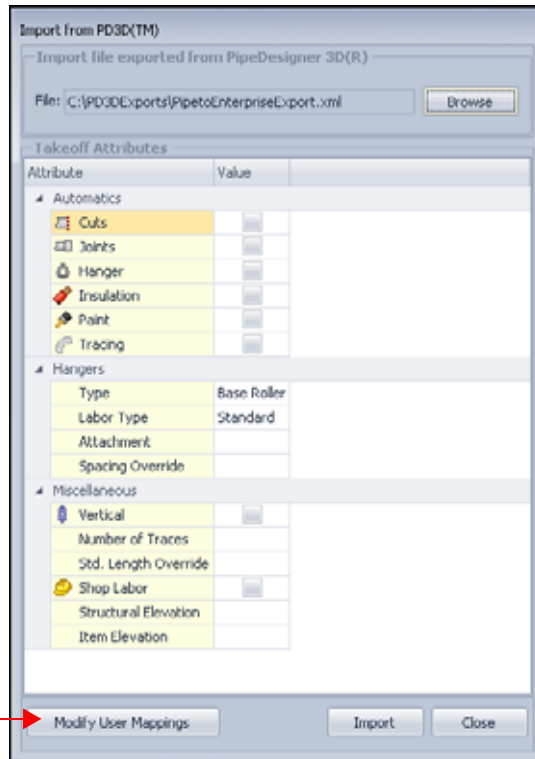 Import from PD3D(TM)
Import file exported from PipeDesigner 3D(R)
File: C:\PD3DExports\PipetoEnterpriseExport.xml Browse
Takeoff Attributes
Attribute Value
Automatics
Cuts
Joints
Hanger
Insulation
Paint
Tracing
Hangers
Type Base Roller
Labor Type Standard
Attachment
Spacing Override
Miscellaneous
Vertical
Number of Traces
Std. Length Override
Shop Labor
Structural Elevation
Item Elevation
Modify User Mappings Import Close